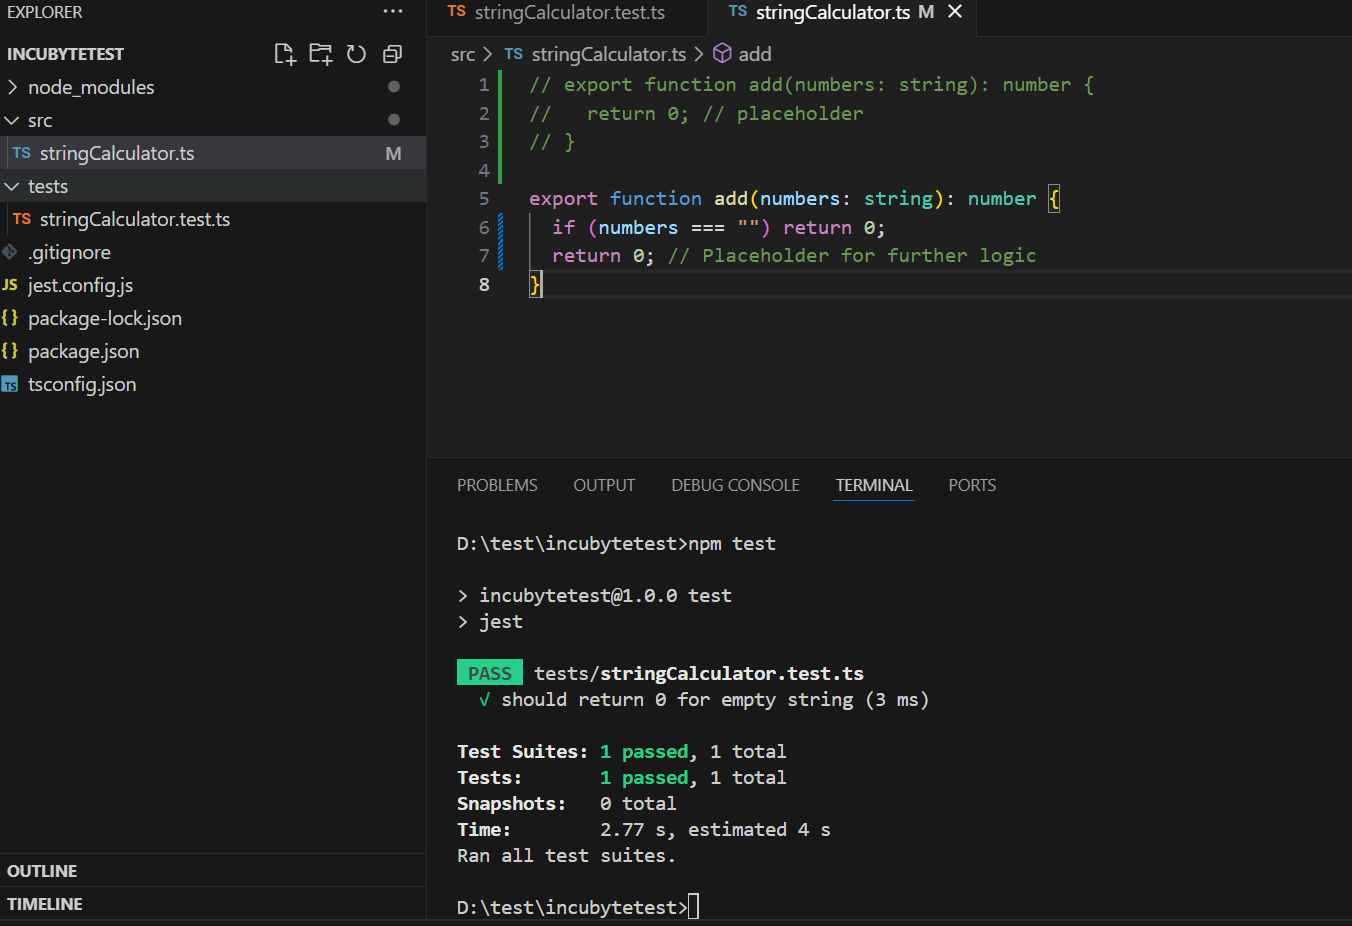 EXPLORER
INCUBYTETEST
node_modules
src
TS stringCalculator.ts M
tests
TS stringCalculator.test.ts
.gitignore
JS jest.config.js
{} package-lock.json
{} package.json
TS tsconfig.json
OUTLINE
TIMELINE
TS stringCalculator.test.ts
TS stringCalculator.ts M
src > TS stringCalculator.ts > add
1 // export function add(numbers: string): number {
2 //   return 0; // placeholder
3 // }
4
5 export function add(numbers: string): number {
6   if (numbers === "") return 0;
7   return 0; // Placeholder for further logic
8 }
PROBLEMS OUTPUT DEBUG CONSOLE TERMINAL PORTS
D:\test\incubytetest>npm test
> incubytetest@1.0.0 test
> jest
PASS tests/stringCalculator.test.ts
√ should return 0 for empty string (3 ms)
Test Suites: 1 passed, 1 total
Tests:       1 passed, 1 total
Snapshots:   0 total
Time:        2.77 s, estimated 4 s
Ran all test suites.
D:\test\incubytetest>